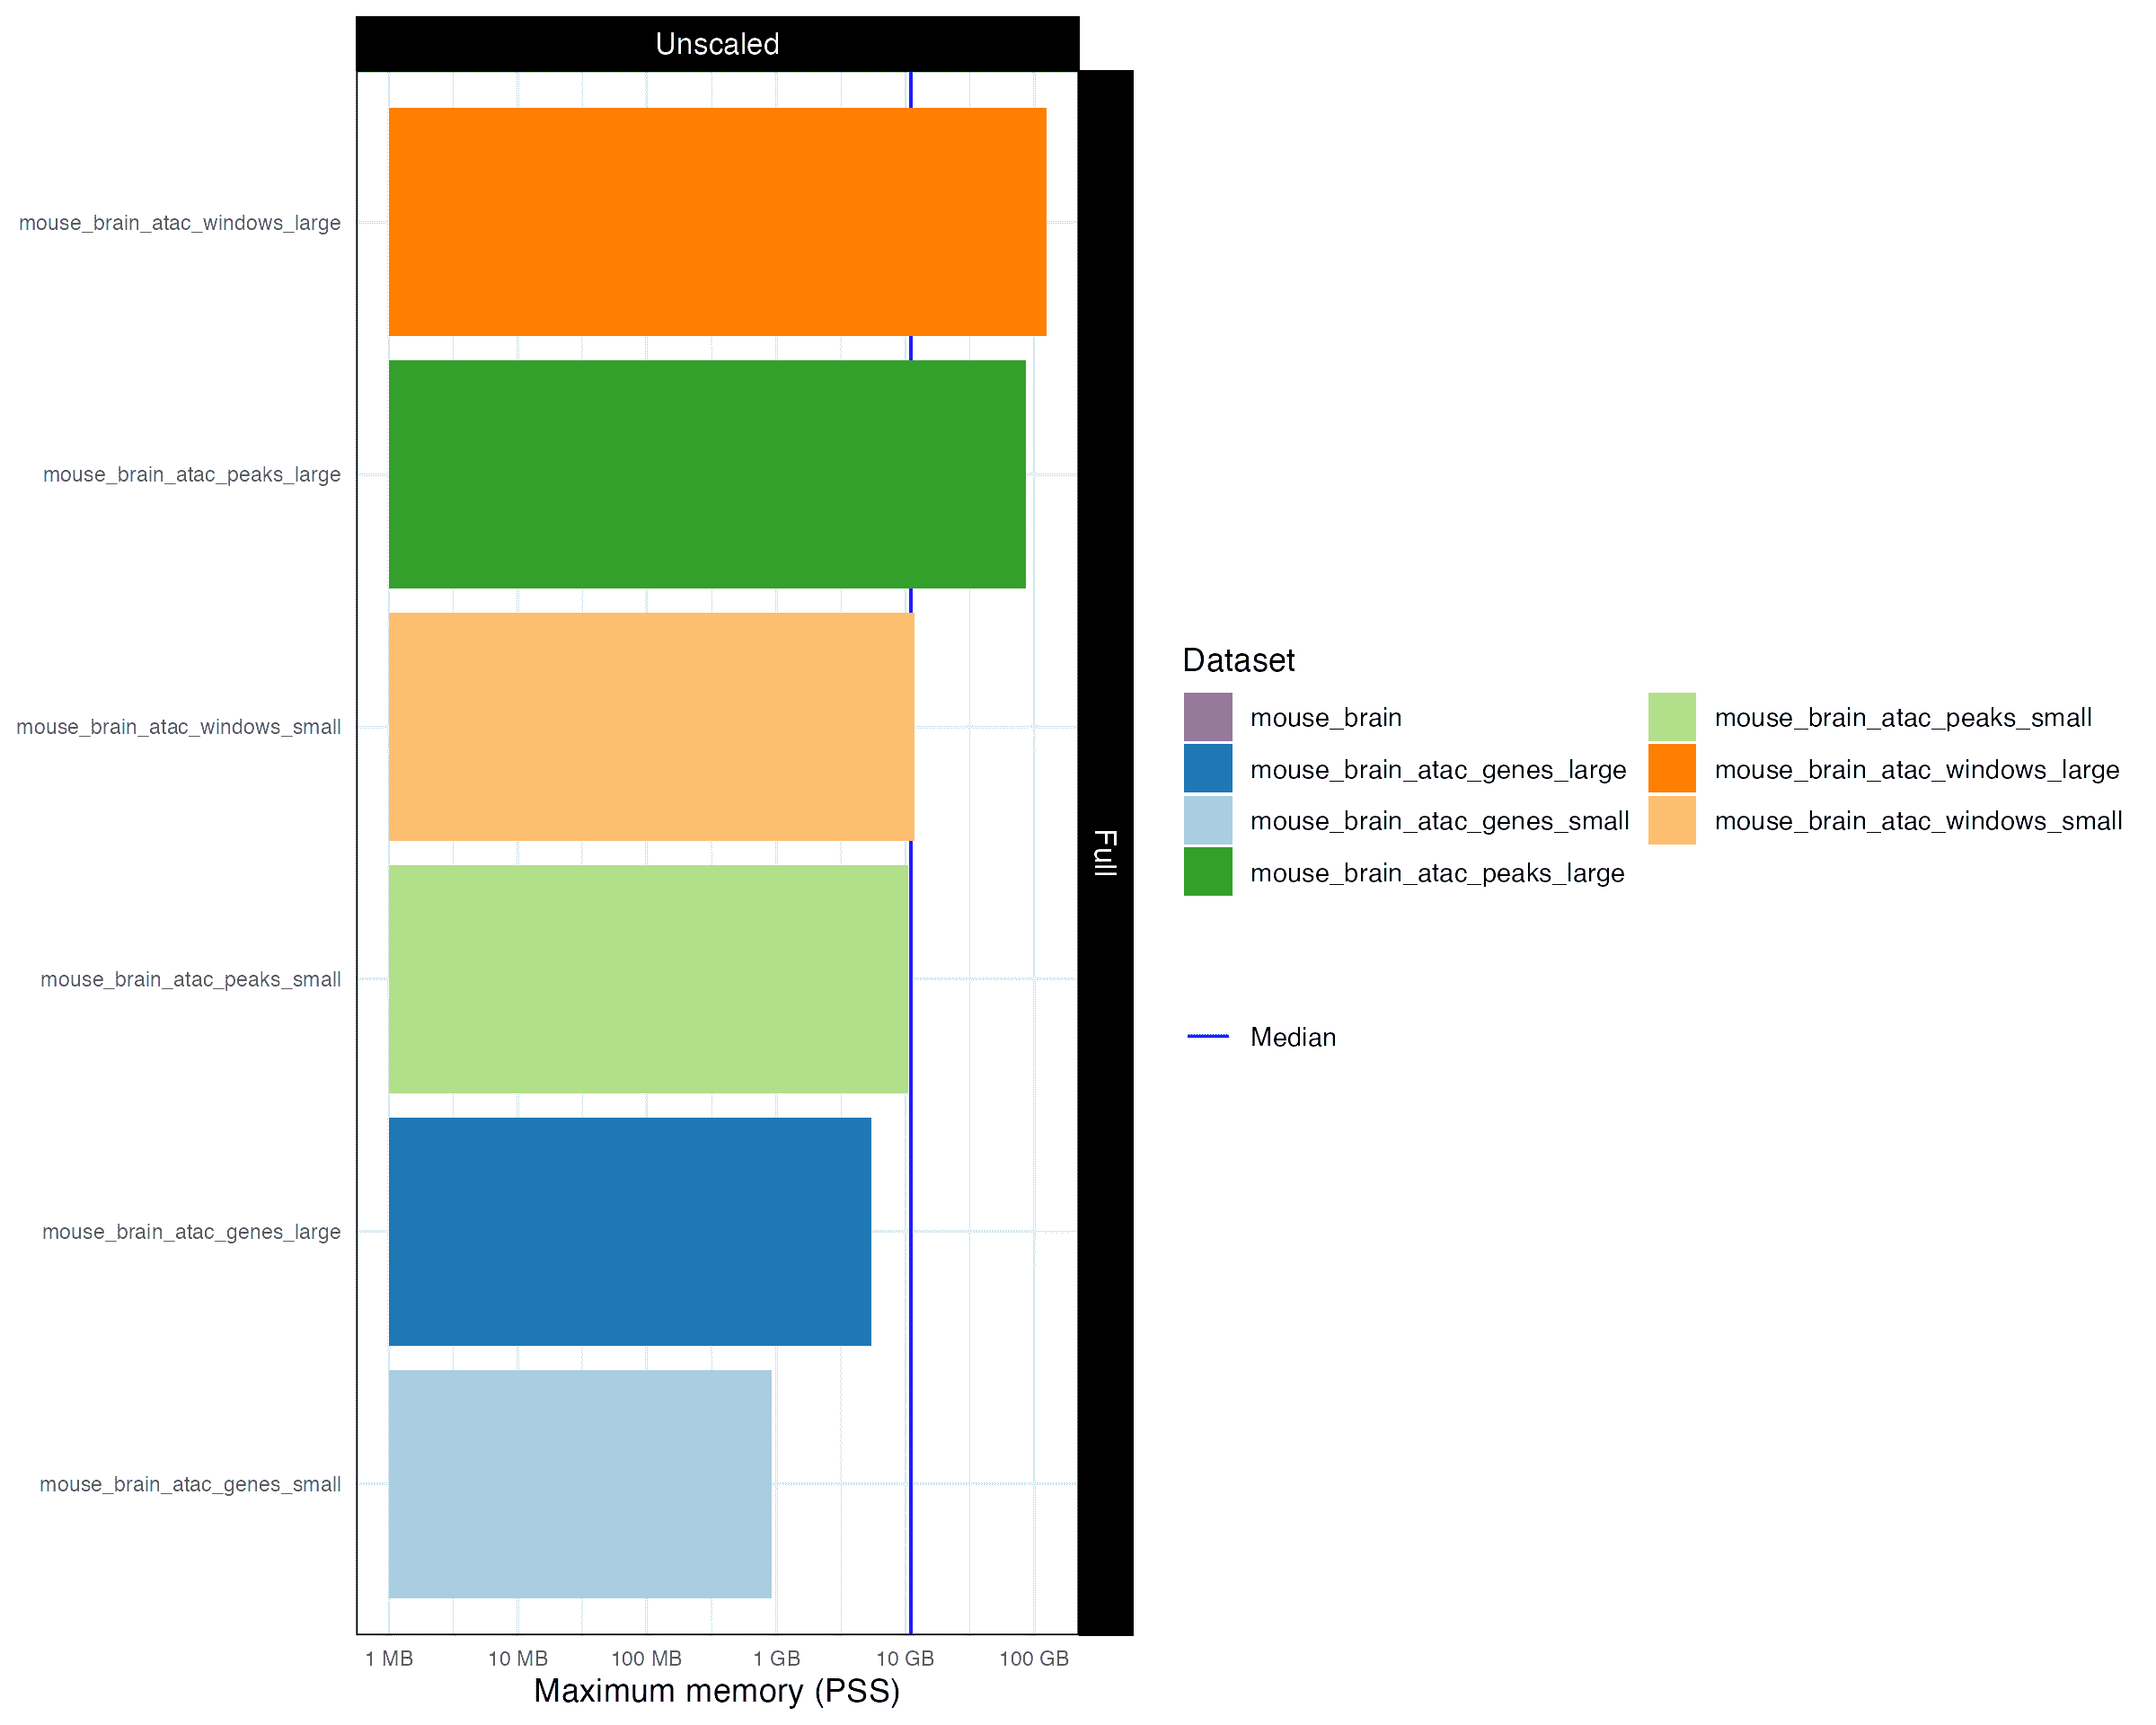 Unscaled
mouse_brain_atac_windows_large
mouse_brain_atac_peaks_large
mouse_brain_atac_windows_small
mouse_brain_atac_peaks_small
mouse_brain_atac_genes_large
mouse_brain_atac_genes_small
1 MB 10 MB 100 MB 1 GB 10 GB 100 GB
Maximum memory (PSS)
Full
Dataset
mouse_brain
mouse_brain_atac_genes_large
mouse_brain_atac_genes_small
mouse_brain_atac_peaks_large
mouse_brain_atac_peaks_small
mouse_brain_atac_windows_large
mouse_brain_atac_windows_small
Median